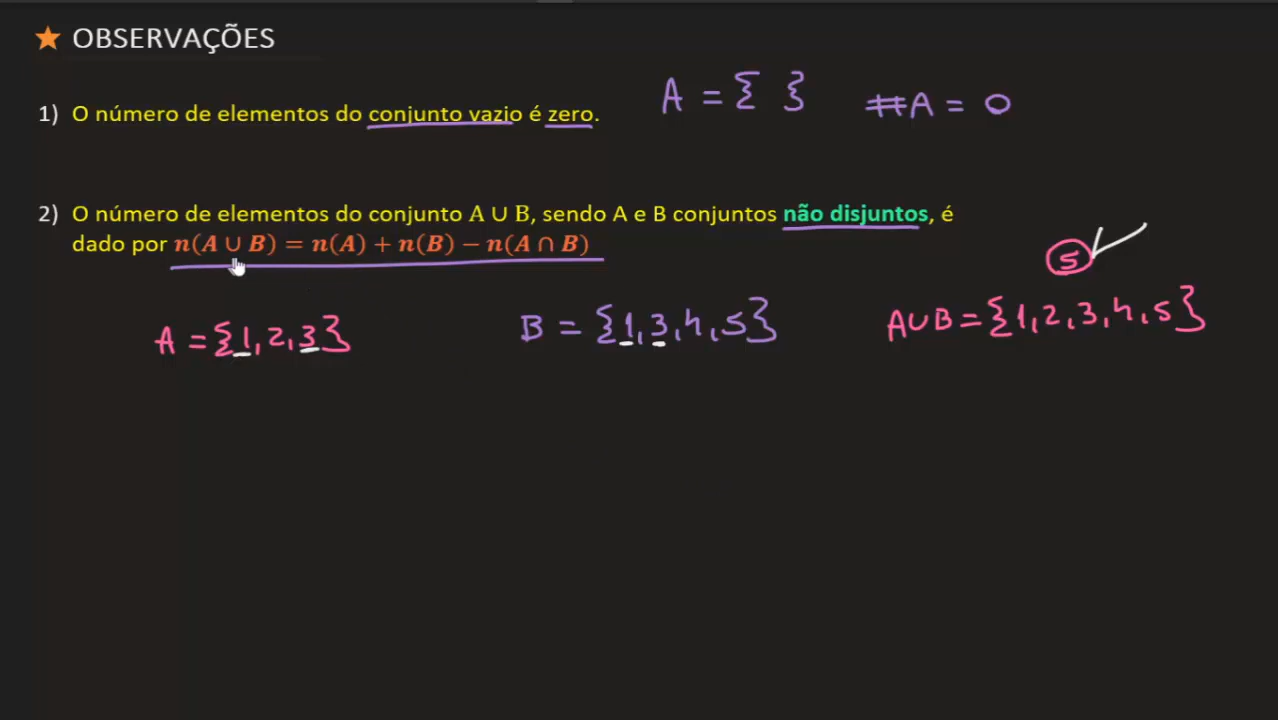 OBSERVAÇÕES
1) O número de elementos do conjunto vazio é zero.
A = { } #A = 0
2) O número de elementos do conjunto A ∪ B, sendo A e B conjuntos não disjuntos, é
dado por n(A ∪ B) = n(A) + n(B) − n(A ∩ B)
5
A = {1, 2, 3} B = {1, 3, 4, 5} A∪B = {1, 2, 3, 4, 5}